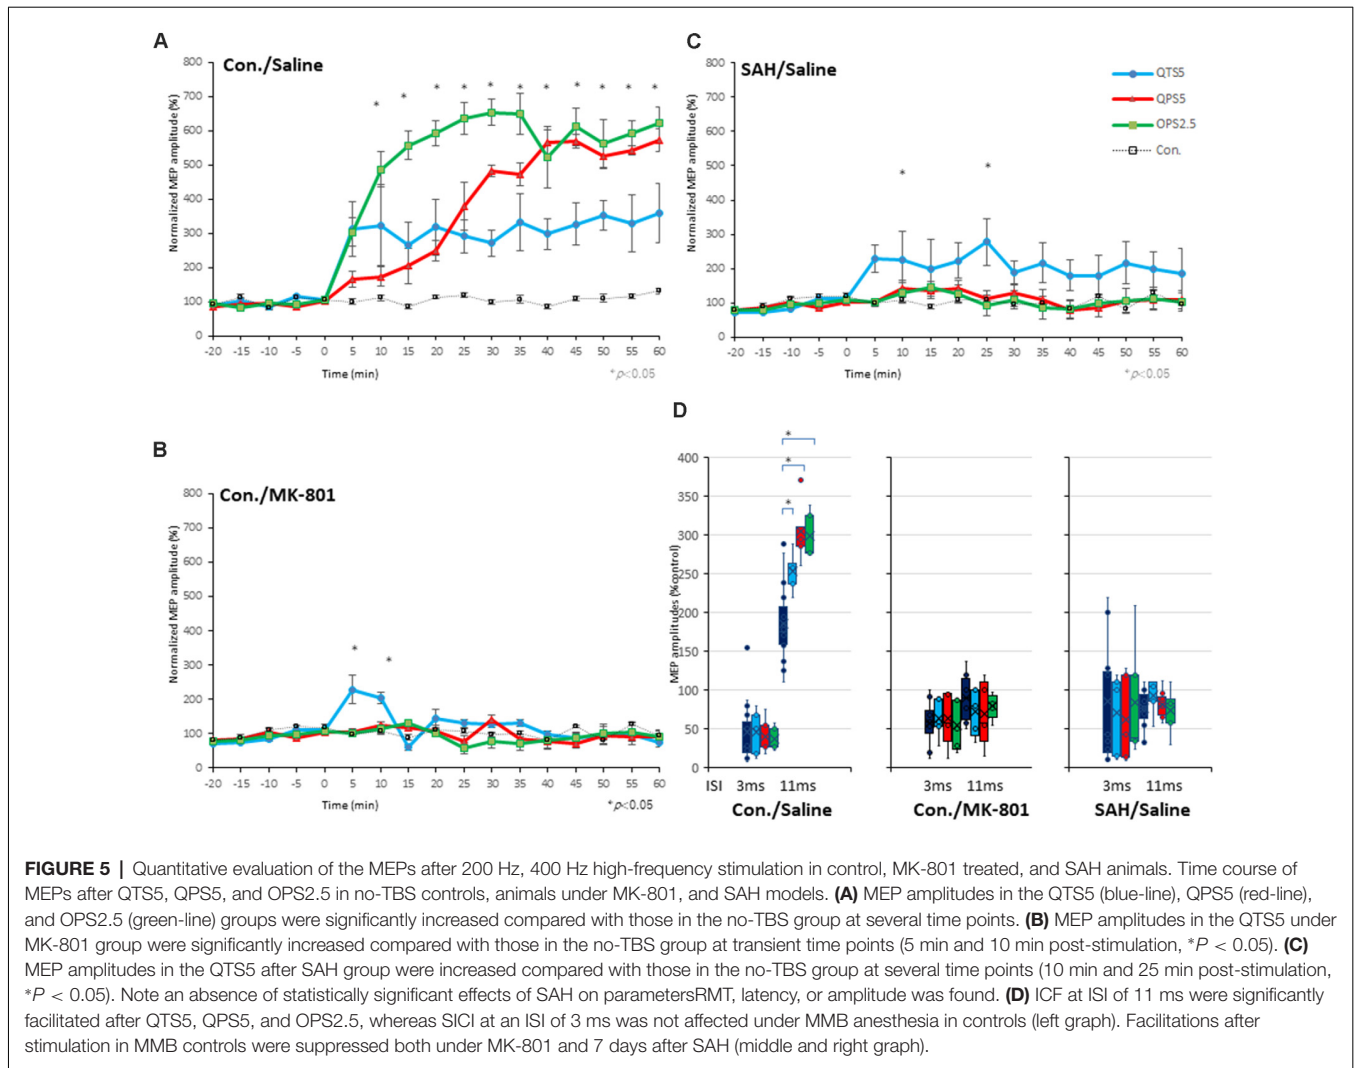 A
Con./Saline
Normalized MEP amplitude (%)
800
700
600
500
400
300
200
100
0
* * * * * * * * * * *
-20 -15 -10 -5 0 5 10 15 20 25 30 35 40 45 50 55 60
Time (min)
*p<0.05
C
SAH/Saline
Normalized MEP amplitude (%)
800
700
600
500
400
300
200
100
0
* *
QTS5
QPS5
OPS2.5
Con.
-20 -15 -10 -5 0 5 10 15 20 25 30 35 40 45 50 55 60
Time (min)
*p<0.05
B
Con./MK-801
Normalized MEP amplitude (%)
800
700
600
500
400
300
200
100
0
* *
-20 -15 -10 -5 0 5 10 15 20 25 30 35 40 45 50 55 60
Time (min)
*p<0.05
D
MEP amplitudes (%control)
400
350
300
250
200
150
100
50
0
*
*
*
ISI 3ms 11ms 3ms 11ms 3ms 11ms
Con./Saline Con./MK-801 SAH/Saline
FIGURE 5 | Quantitative evaluation of the MEPs after 200 Hz, 400 Hz high-frequency stimulation in control, MK-801 treated, and SAH animals. Time course of
MEPs after QTS5, QPS5, and OPS2.5 in no-TBS controls, animals under MK-801, and SAH models. (A) MEP amplitudes in the QTS5 (blue-line), QPS5 (red-line),
and OPS2.5 (green-line) groups were significantly increased compared with those in the no-TBS group at several time points. (B) MEP amplitudes in the QTS5 under
MK-801 group were significantly increased compared with those in the no-TBS group at transient time points (5 min and 10 min post-stimulation, *P < 0.05). (C)
MEP amplitudes in the QTS5 after SAH group were increased compared with those in the no-TBS group at several time points (10 min and 25 min post-stimulation,
*P < 0.05). Note an absence of statistically significant effects of SAH on parametersRMT, latency, or amplitude was found. (D) ICF at ISI of 11 ms were significantly
facilitated after QTS5, QPS5, and OPS2.5, whereas SICI at an ISI of 3 ms was not affected under MMB anesthesia in controls (left graph). Facilitations after
stimulation in MMB controls were suppressed both under MK-801 and 7 days after SAH (middle and right graph).